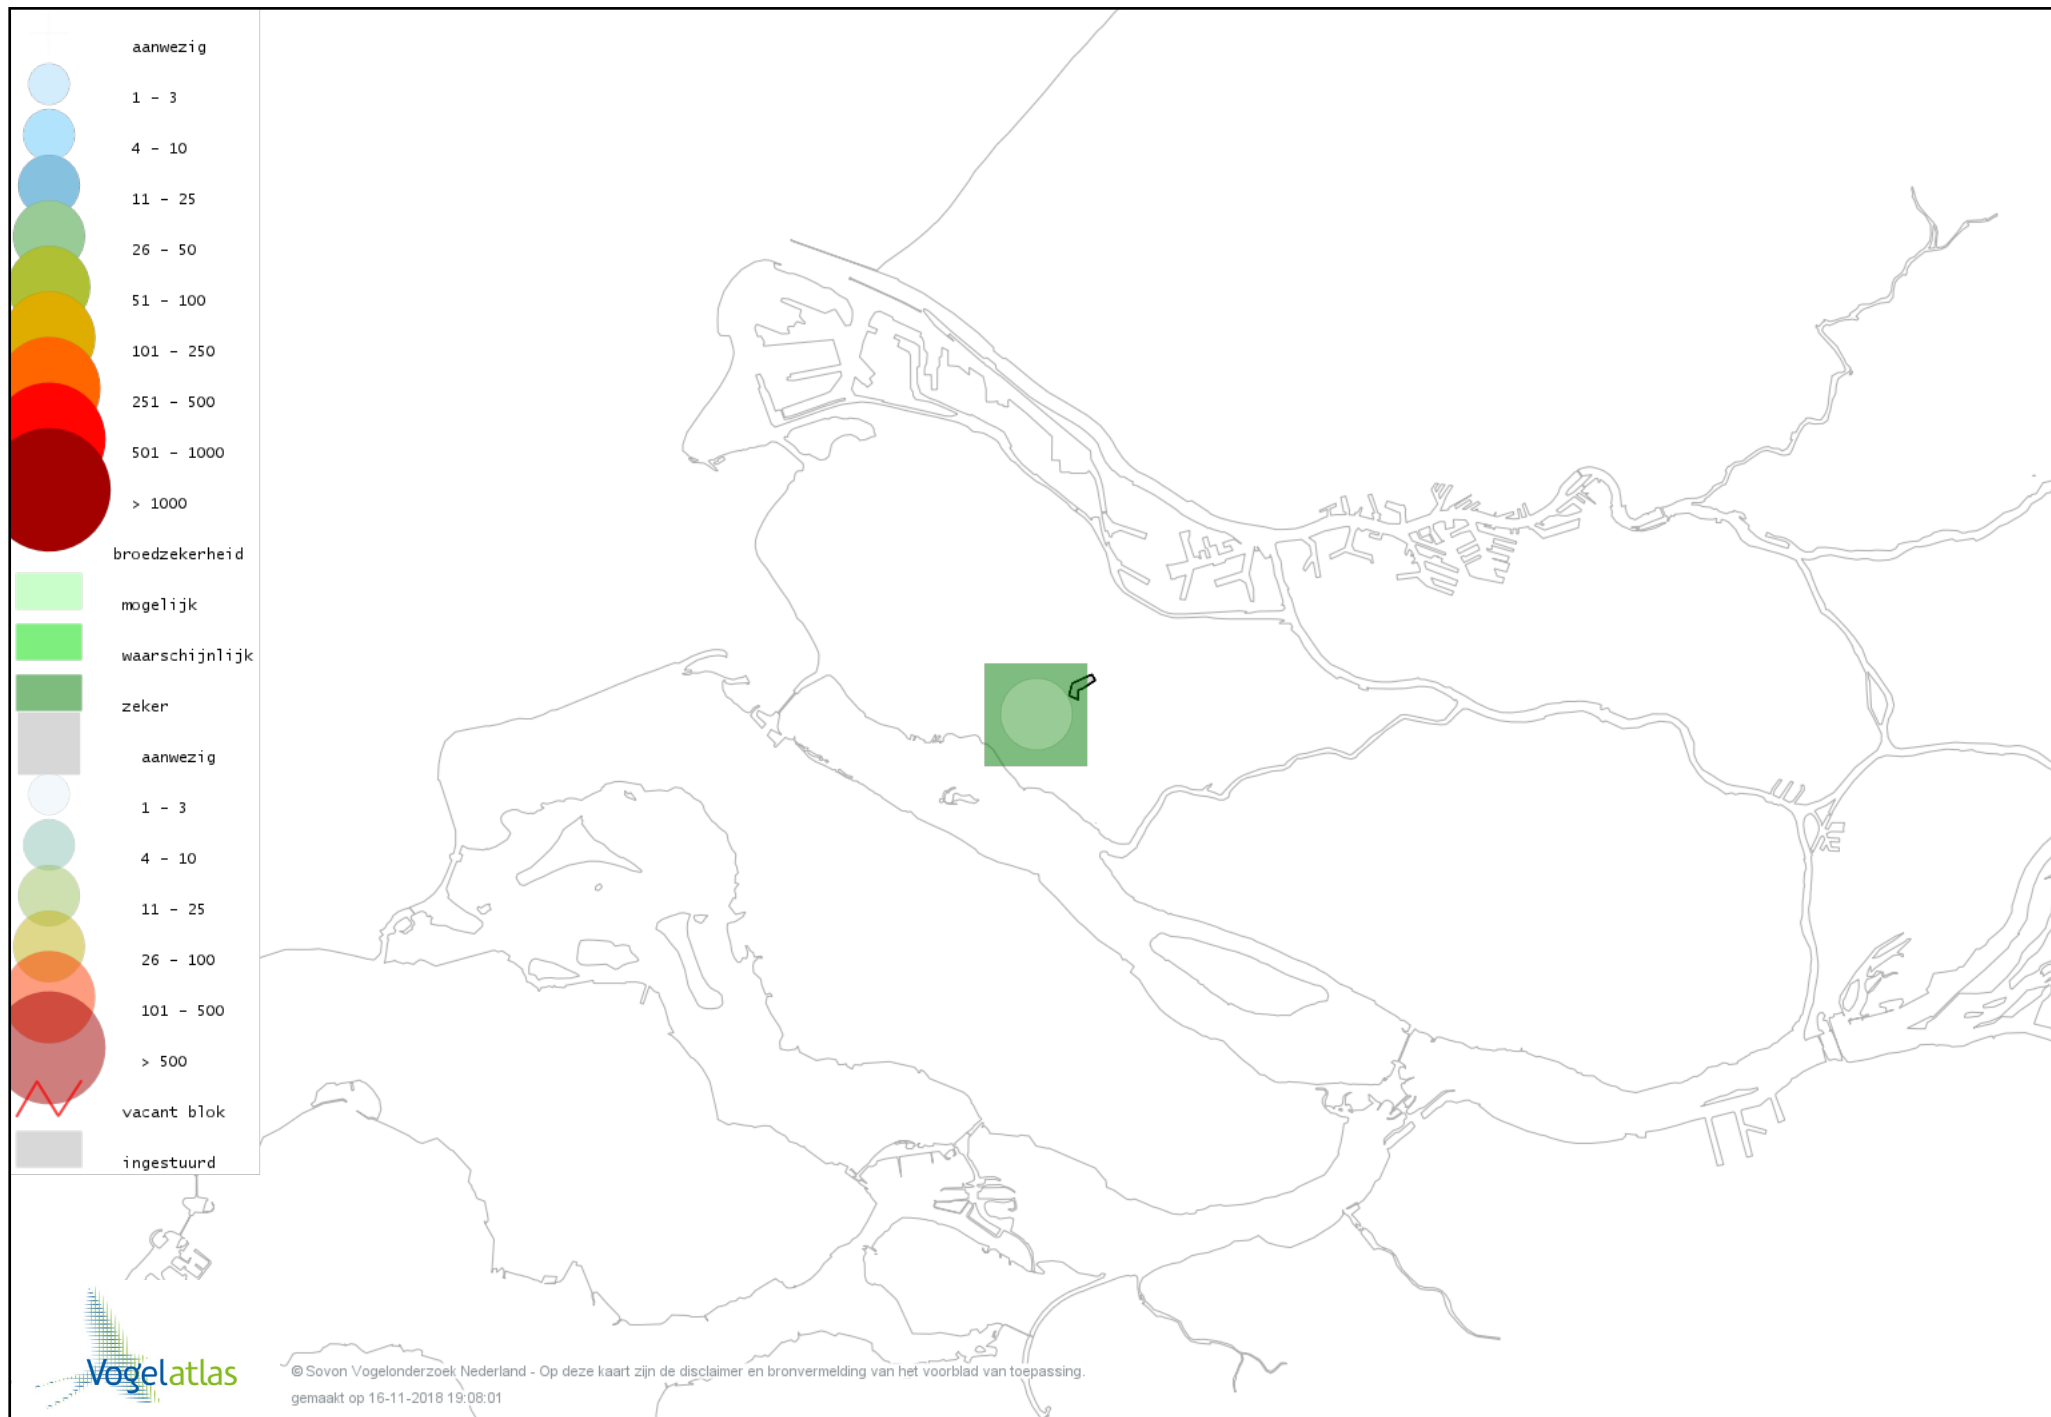 aanwezig
1 - 3
4 - 10
11 - 25
26 - 50
51 - 100
101 - 250
251 - 500
501 - 1000
> 1000
broedzekerheid
mogelijk
waarschijnlijk
zeker
aanwezig
1 - 3
4 - 10
11 - 25
26 - 100
101 - 500
> 500
vacant blok
ingestuurd
Vogelatlas
© Sovon Vogelonderzoek Nederland - Op deze kaart zijn de disclaimer en bronvermelding van het voorblad van toepassing.
gemaakt op 16-11-2018 19:08:01